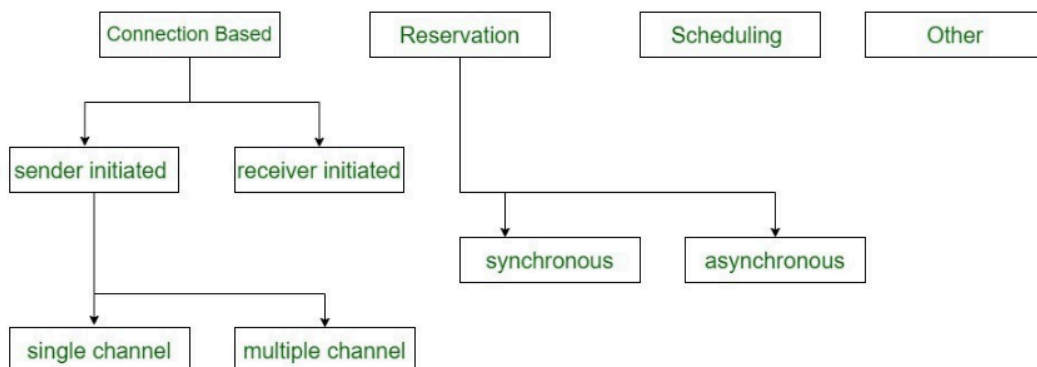 Connection Based
Reservation
Scheduling
Other
sender initiated
receiver initiated
synchronous
asynchronous
single channel
multiple channel